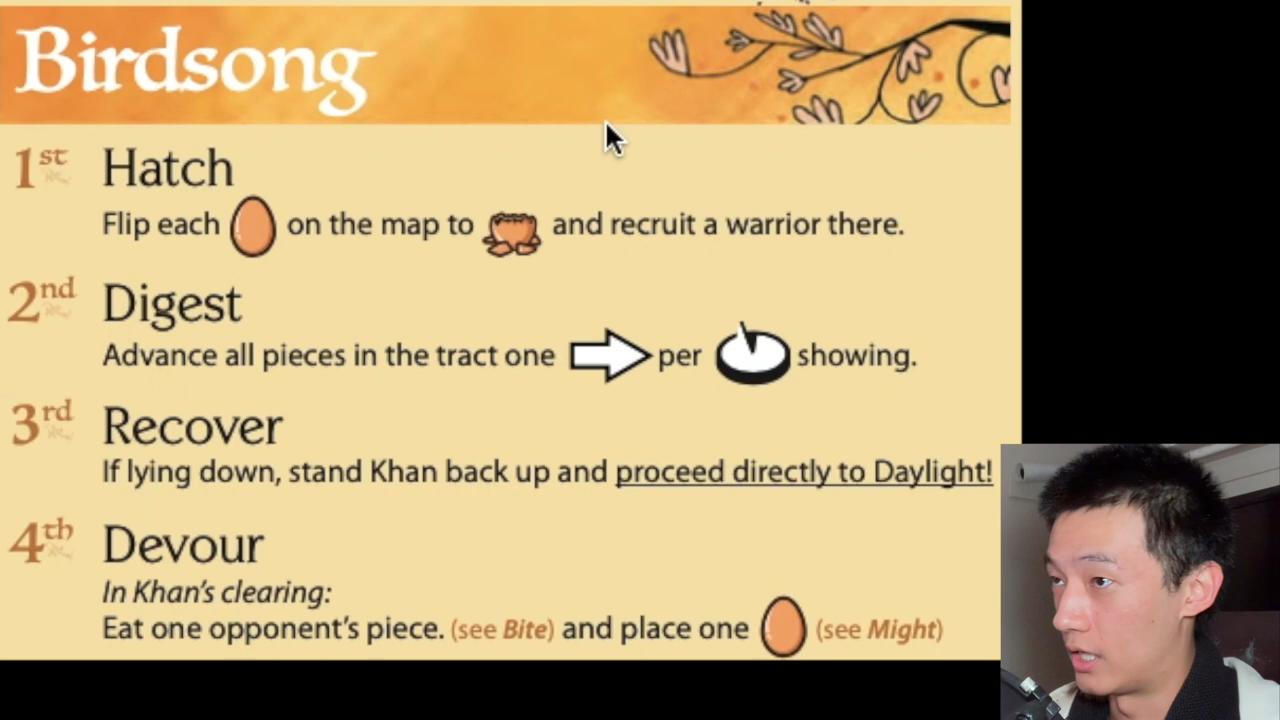 Birdsong
1st Hatch
Flip each on the map to and recruit a warrior there.
2nd Digest
Advance all pieces in the tract one per showing.
3rd Recover
If lying down, stand Khan back up and proceed directly to Daylight!
4th Devour
In Khan's clearing:
Eat one opponent's piece. (see Bite) and place one (see Might)